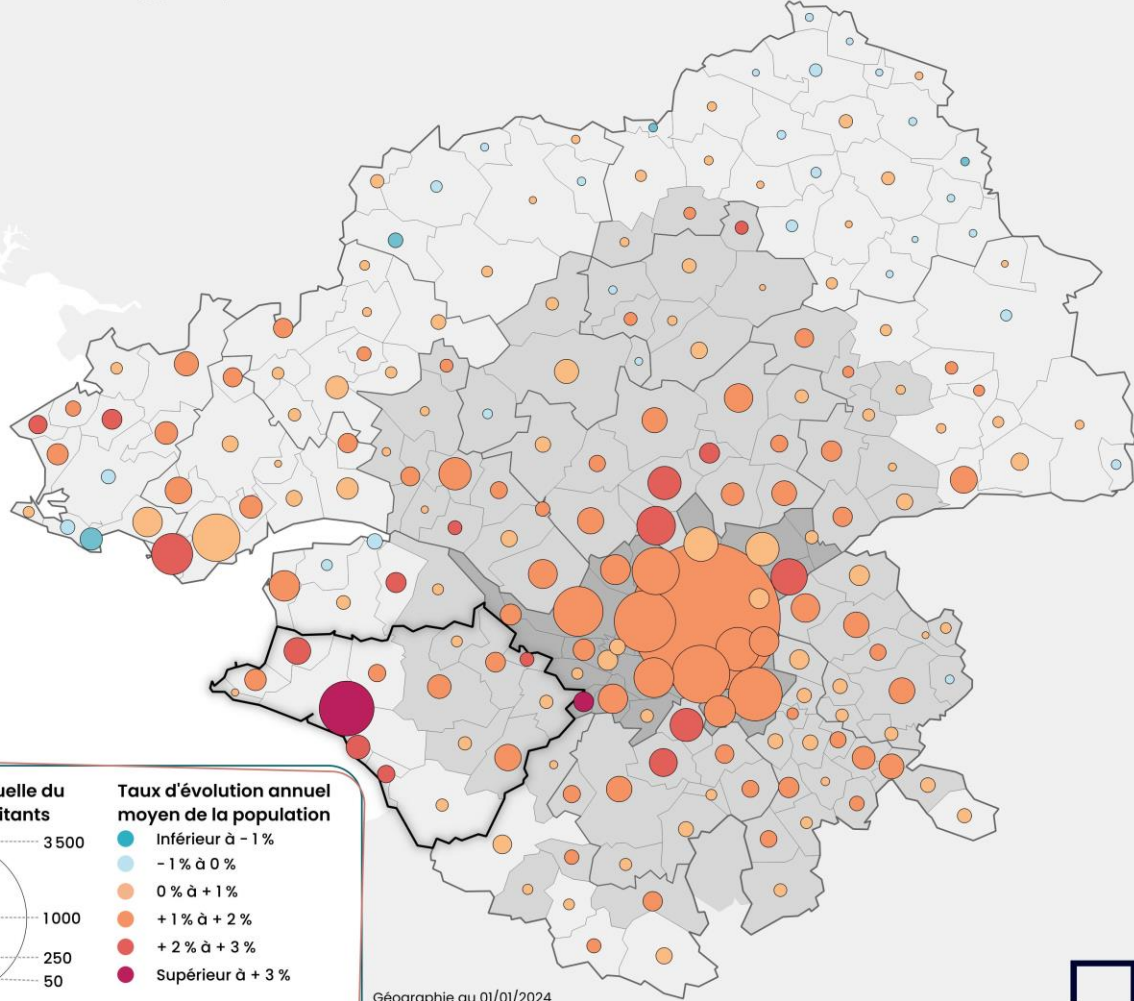 uelle du
itants
3 500
1000
250
50
Taux d'évolution annuel
moyen de la population
Inférieur à - 1 %
- 1 % à 0 %
0 % à + 1 %
+ 1 % à + 2 %
+ 2 % à + 3 %
Supérieur à + 3 %
Géographie au 01/01/2024